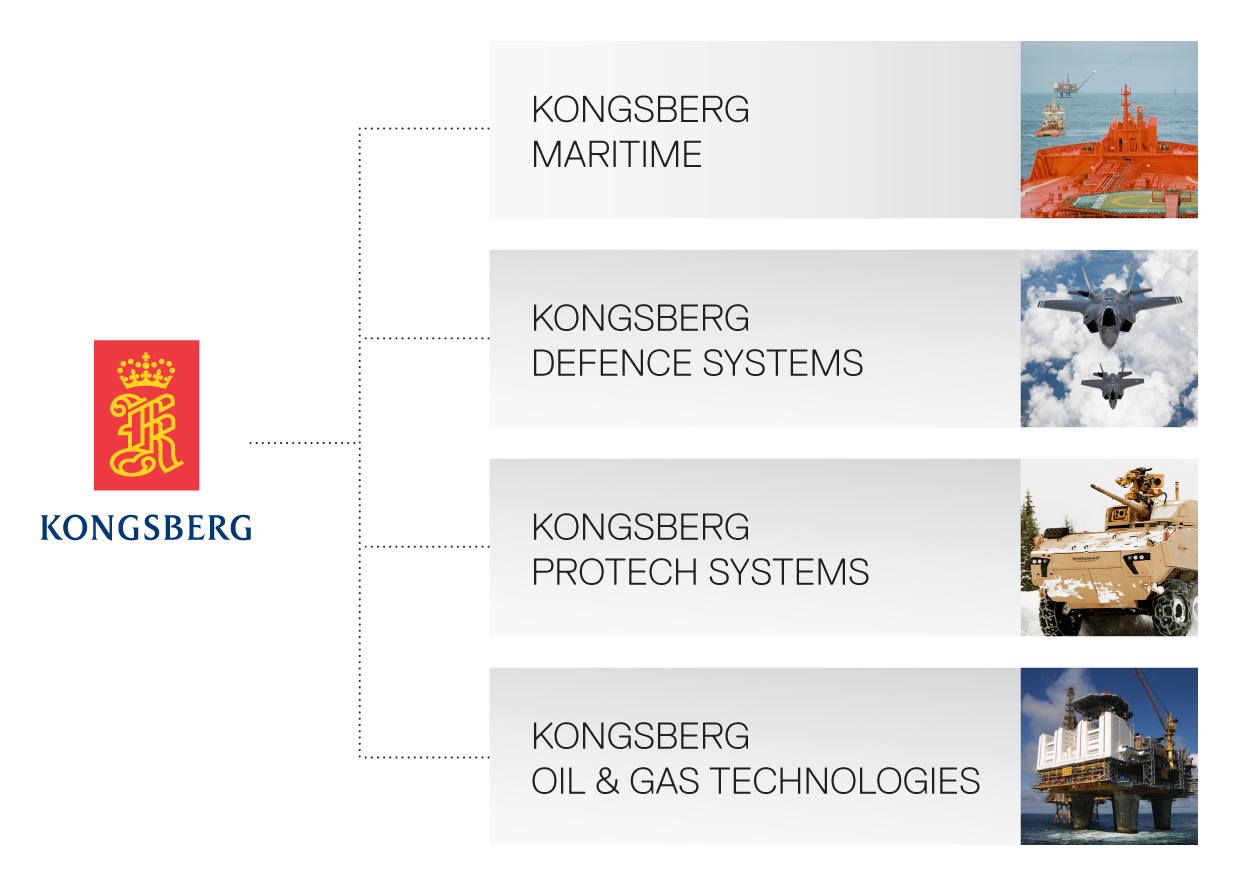 KONGSBERG
MARITIME
KONGSBERG
DEFENCE SYSTEMS
KONGSBERG
KONGSBERG
PROTECH SYSTEMS
KONGSBERG
OIL & GAS TECHNOLOGIES